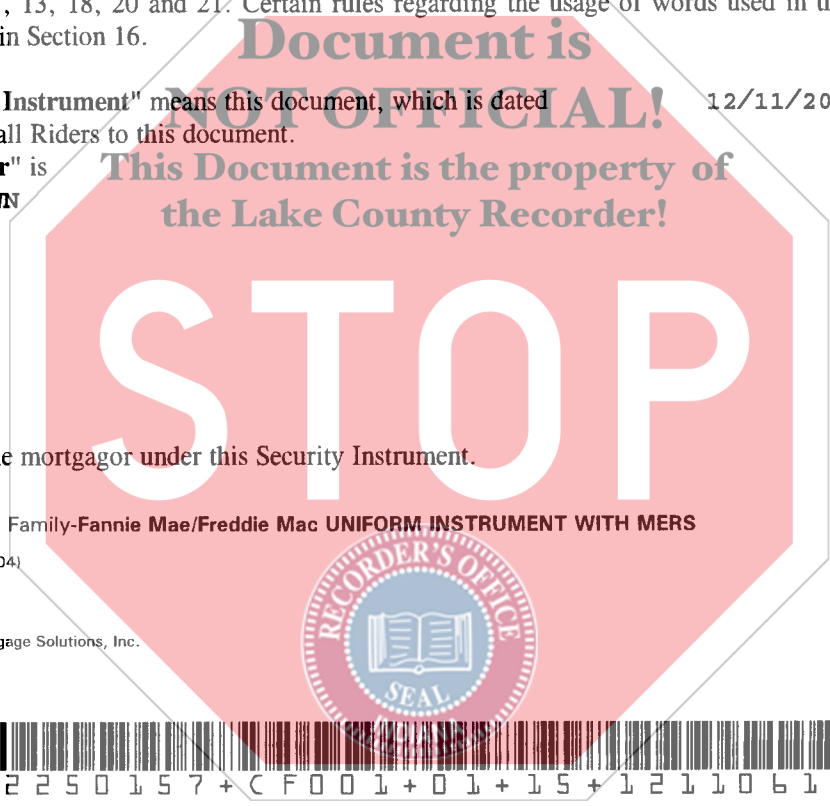 , 13, 18, 20 and 21. Certain rules regarding the usage of words used in
in Section 16.
Document is
Instrument" means this document, which is dated 12/11/20
NOT OFFICIAL!
all Riders to this document.
r" is
This Document is the property of
the Lake County Recorder!
STOP
e mortgagor under this Security Instrument.
Family-Fannie Mae/Freddie Mac UNIFORM INSTRUMENT WITH MERS
04)
RECORDER'S OFFICE
gage Solutions, Inc.
SEAL
INDIANA
2250157+CF001+01+15+1211061